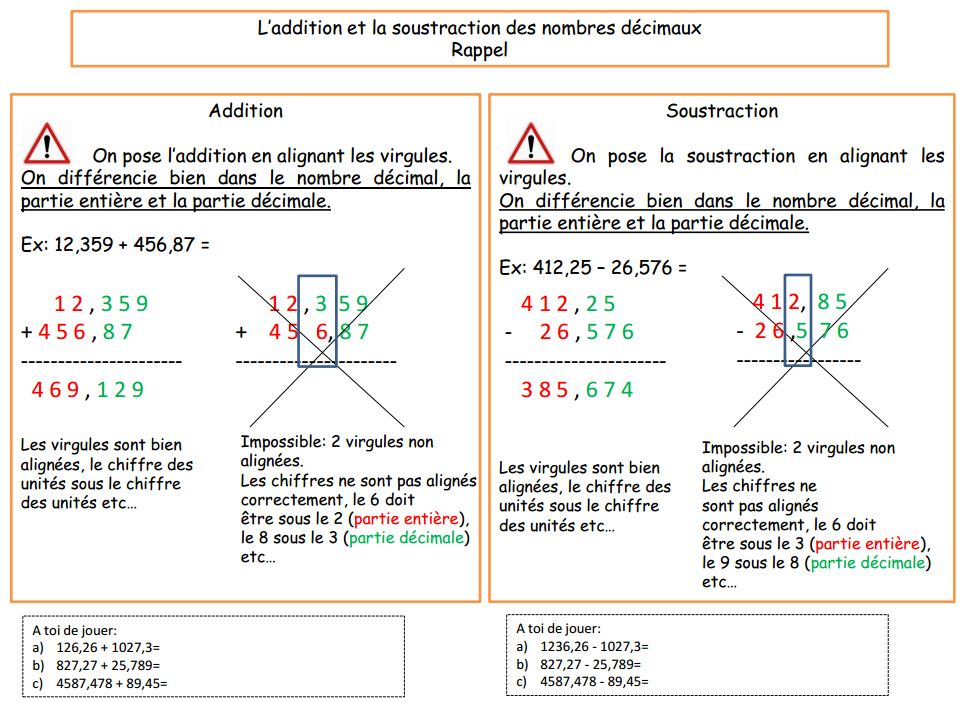 L'addition et la soustraction des nombres décimaux
Rappel
Addition
On pose l'addition en alignant les virgules.
On différencie bien dans le nombre décimal, la
partie entière et la partie décimale.
Ex: 12,359 + 456,87 =
1 2 , 3 5 9
+ 4 5 6 , 8 7
----------------------
4 6 9 , 1 2 9
Les virgules sont bien
alignées, le chiffre des
unités sous le chiffre
des unités etc…
1 2 , 3 5 9
+ 4 5 6, 8 7
----------------------
Impossible: 2 virgules non
alignées.
Les chiffres ne sont pas alignés
correctement, le 6 doit
être sous le 2 (partie entière),
le 8 sous le 3 (partie décimale)
etc…
Soustraction
On pose la soustraction en alignant les
virgules.
On différencie bien dans le nombre décimal, la
partie entière et la partie décimale.
Ex: 412,25 – 26,576 =
4 1 2 , 2 5
- 2 6 , 5 7 6
----------------------
3 8 5 , 6 7 4
Les virgules sont bien
alignées, le chiffre des
unités sous le chiffre
des unités etc…
4 1 2, 8 5
- 2 6 ,5 7 6
-----------------
Impossible: 2 virgules non
alignées.
Les chiffres ne
sont pas alignés
correctement, le 6 doit
être sous le 3 (partie entière),
le 9 sous le 8 (partie décimale)
etc…
A toi de jouer:
a) 126,26 + 1027,3=
b) 827,27 + 25,789=
c) 4587,478 + 89,45=
A toi de jouer:
a) 1236,26 - 1027,3=
b) 827,27 - 25,789=
c) 4587,478 - 89,45=